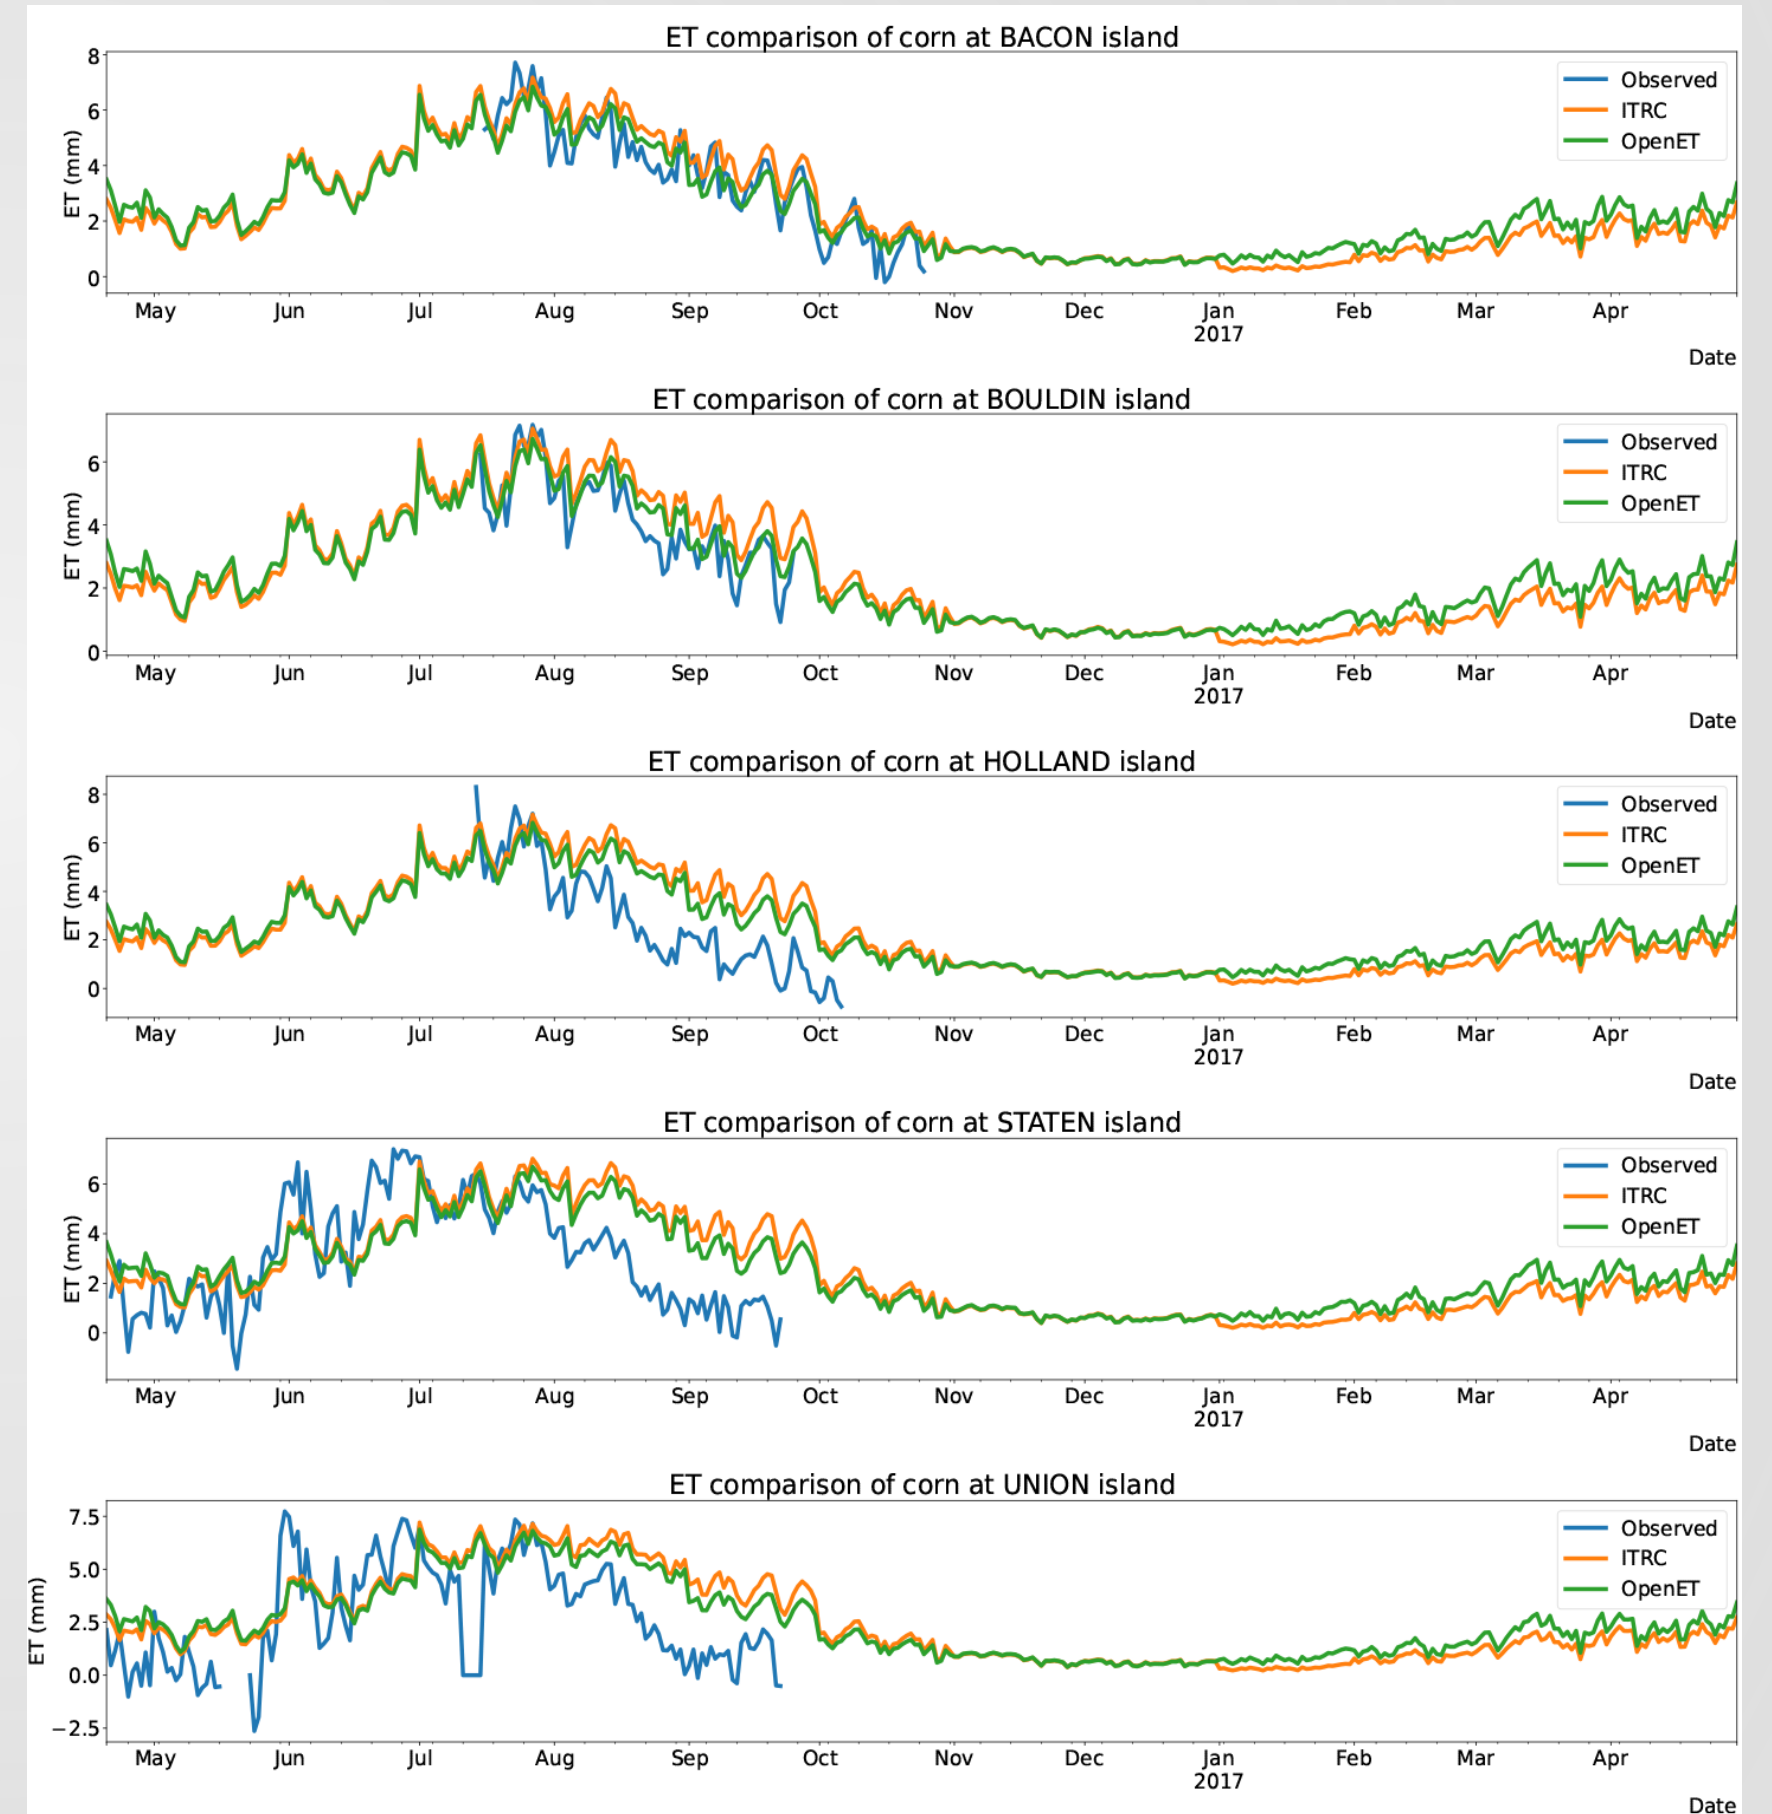 ET comparison of corn at BACON island
8
6
4
2
0
ET (mm)
Observed
ITRC
OpenET
May Jun Jul Aug Sep Oct Nov Dec Jan Feb Mar Apr
2017
Date
ET comparison of corn at BOULDIN island
6
4
2
0
ET (mm)
Observed
ITRC
OpenET
May Jun Jul Aug Sep Oct Nov Dec Jan Feb Mar Apr
2017
Date
ET comparison of corn at HOLLAND island
8
6
4
2
0
ET (mm)
Observed
ITRC
OpenET
May Jun Jul Aug Sep Oct Nov Dec Jan Feb Mar Apr
2017
Date
ET comparison of corn at STATEN island
6
4
2
0
ET (mm)
Observed
ITRC
OpenET
May Jun Jul Aug Sep Oct Nov Dec Jan Feb Mar Apr
2017
Date
ET comparison of corn at UNION island
7.5
5.0
2.5
0.0
−2.5
ET (mm)
Observed
ITRC
OpenET
May Jun Jul Aug Sep Oct Nov Dec Jan Feb Mar Apr
2017
Date